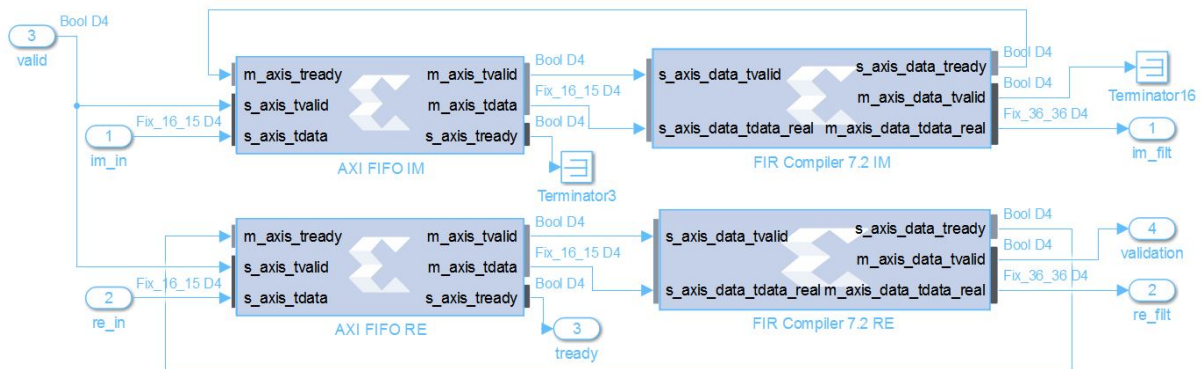 Bool D4
3
valid
Fix_16_15 D4
1
im_in
m_axis_tready
s_axis_tvalid
s_axis_tdata
m_axis_tvalid
m_axis_tdata
s_axis_tready
AXI FIFO IM
Bool D4
Fix_16_15 D4
Bool D4
Terminator3
s_axis_data_tvalid
s_axis_data_tdata_real
s_axis_data_tready
m_axis_data_tvalid
m_axis_data_tdata_real
FIR Compiler 7.2 IM
Bool D4
Bool D4
Fix_36_36 D4
Terminator16
1
im_filt
Fix_16_15 D4
2
re_in
m_axis_tready
s_axis_tvalid
s_axis_tdata
m_axis_tvalid
m_axis_tdata
s_axis_tready
AXI FIFO RE
Bool D4
Fix_16_15 D4
Bool D4
3
tready
s_axis_data_tvalid
s_axis_data_tdata_real
s_axis_data_tready
m_axis_data_tvalid
m_axis_data_tdata_real
FIR Compiler 7.2 RE
Bool D4
Bool D4
Fix_36_36 D4
4
validation
2
re_filt